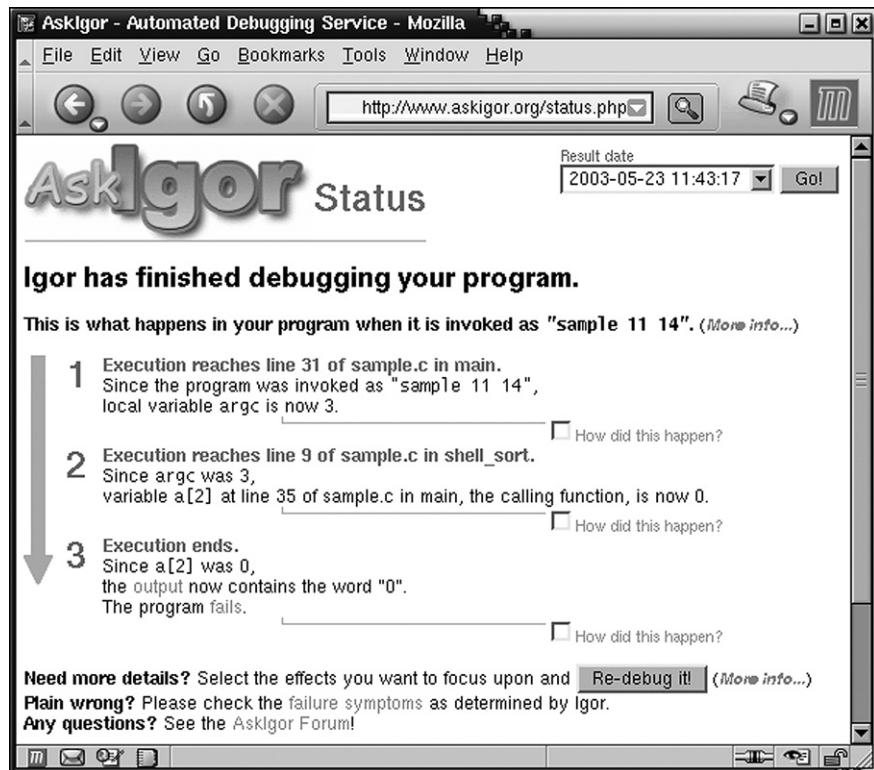 AskIgor - Automated Debugging Service - Mozilla
File Edit View Go Bookmarks Tools Window Help
http://www.askigor.org/status.php
Result date
AskIgor Status
2003-05-23 11:43:17 Go!
Igor has finished debugging your program.
This is what happens in your program when it is invoked as "sample 11 14". (More info...)
1 Execution reaches line 31 of sample.c in main.
Since the program was invoked as "sample 11 14",
local variable argc is now 3.
How did this happen?
2 Execution reaches line 9 of sample.c in shell_sort.
Since argc was 3,
variable a[2] at line 35 of sample.c in main, the calling function, is now 0.
How did this happen?
3 Execution ends.
Since a[2] was 0,
the output now contains the word "0".
The program fails.
How did this happen?
Need more details? Select the effects you want to focus upon and Re-debug it! (More info...)
Plain wrong? Please check the failure symptoms as determined by Igor.
Any questions? See the AskIgor Forum!